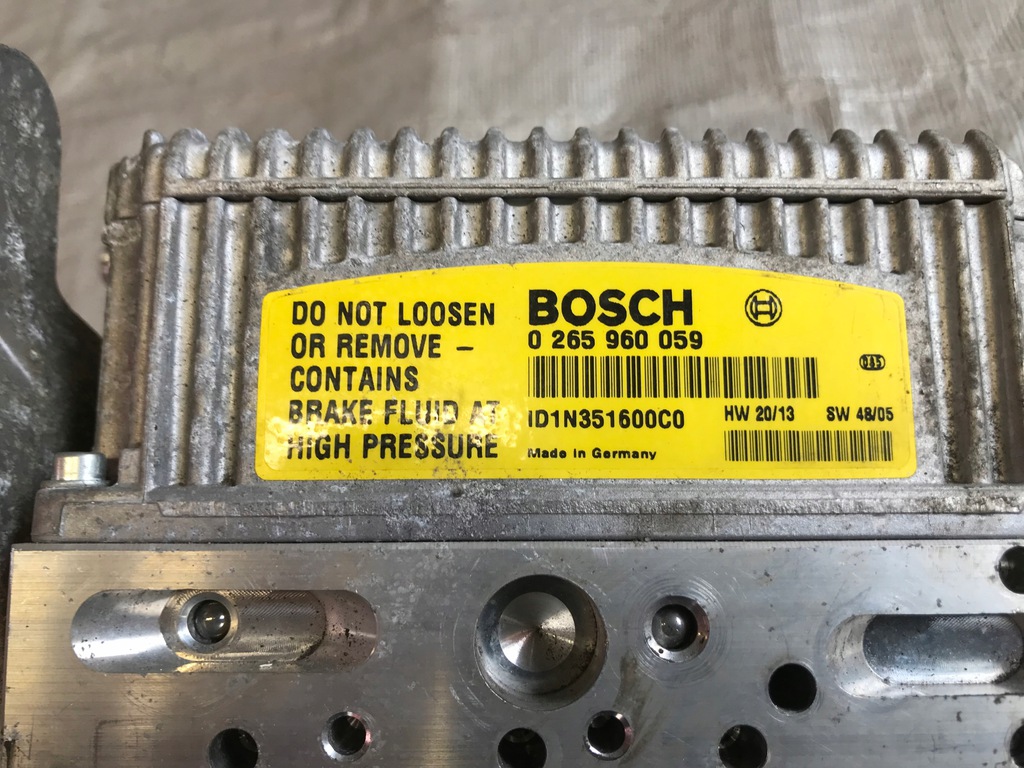 DO NOT LOOSEN
OR REMOVE –
CONTAINS
BRAKE FLUID AT
HIGH PRESSURE
BOSCH
0 265 960 059
ID1N351600C0
HW 20/13 SW 48/05
Made in Germany